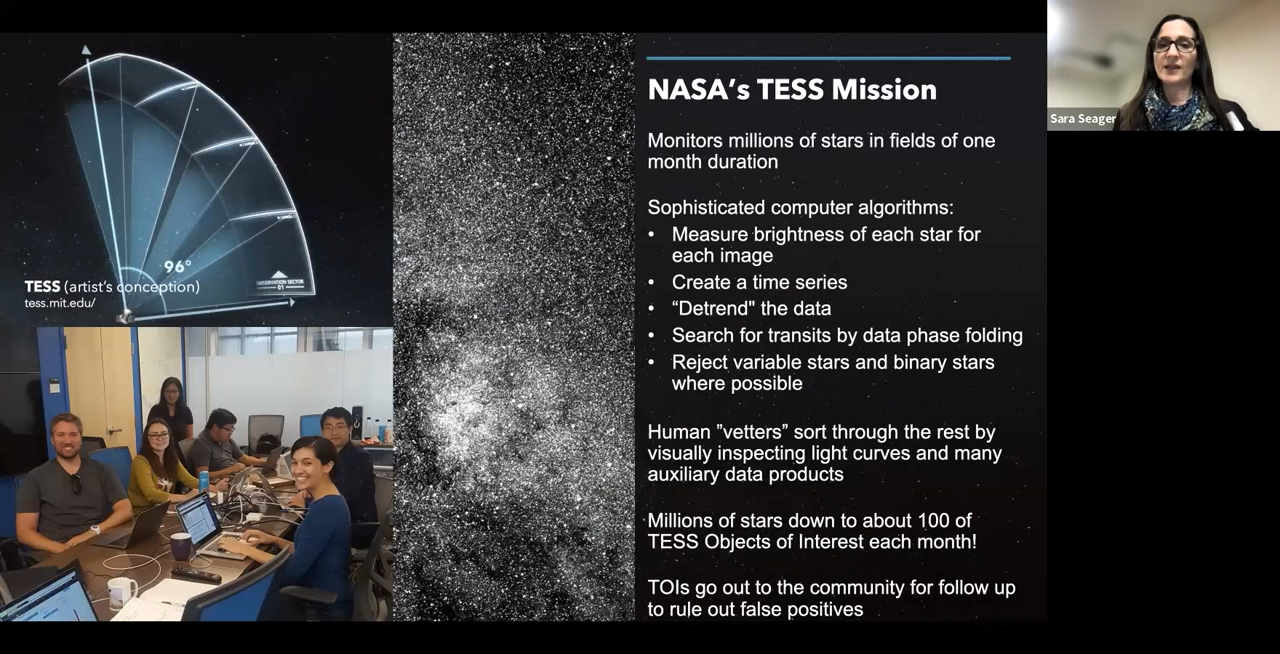 NASA's TESS Mission
Monitors millions of stars in fields of one
month duration
Sophisticated computer algorithms:
• Measure brightness of each star for
each image
• Create a time series
• “Detrend" the data
• Search for transits by data phase folding
• Reject variable stars and binary stars
where possible
Human ”vetters” sort through the rest by
visually inspecting light curves and many
auxiliary data products
Millions of stars down to about 100 of
TESS Objects of Interest each month!
TOIs go out to the community for follow up
to rule out false positives
96°
TESS (artist's conception)
tess.mit.edu/
OBSERVATION SECTOR
01
Sara Seager